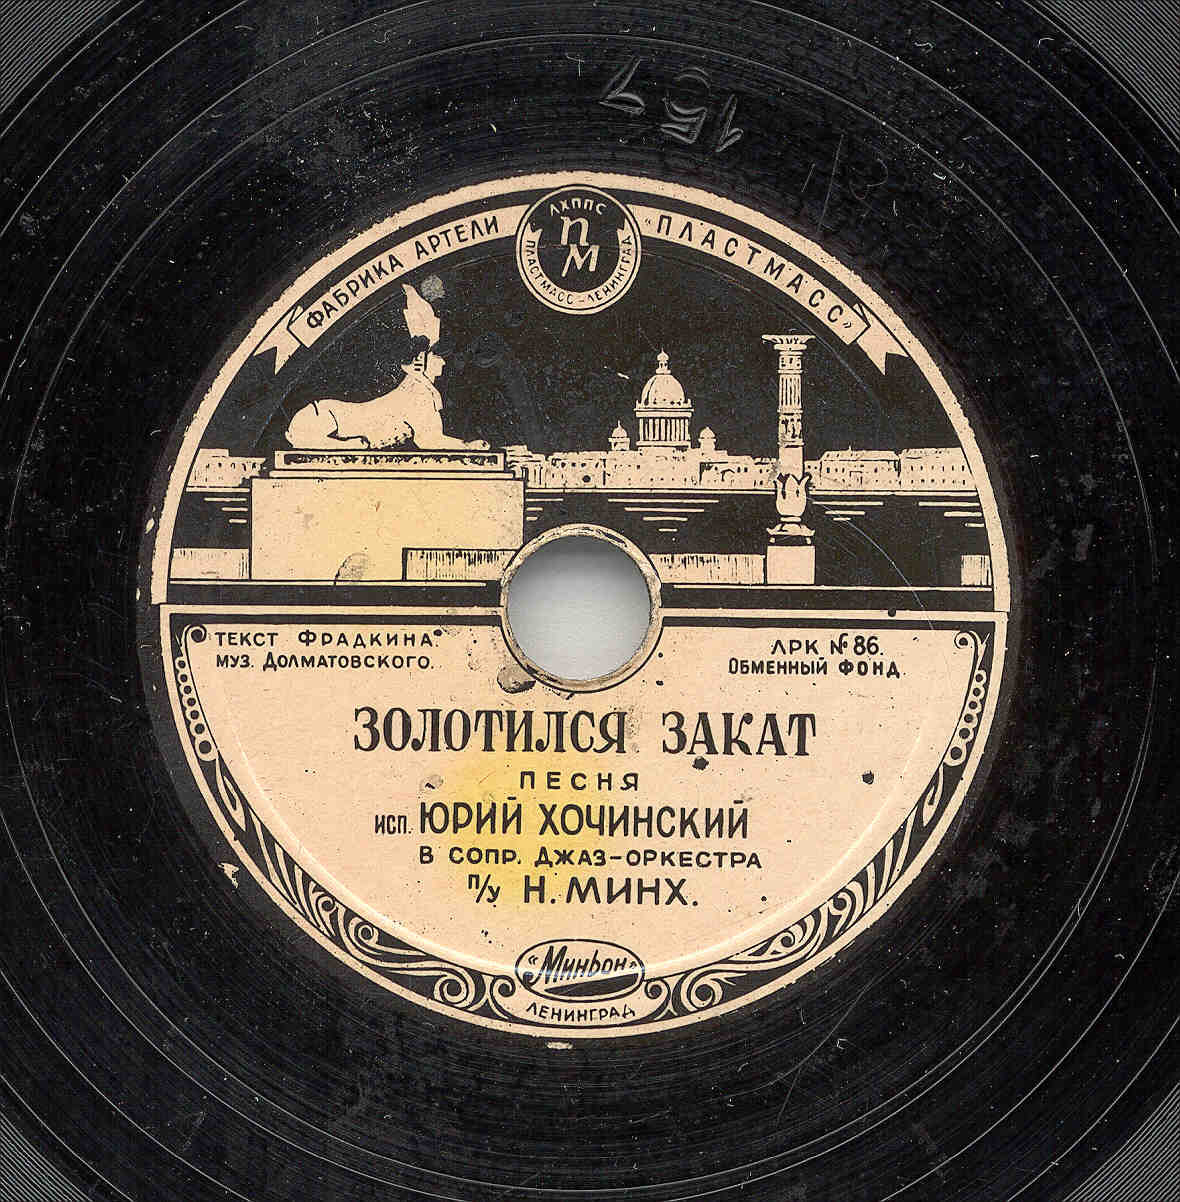 157
ФАБРИКА АРТЕЛИ «ПЛАСТМАСС»
ЛХППС
ПМ
ПЛАСТМАСС-ЛЕНИНГРАД
ТЕКСТ ФРАДКИНА.
МУЗ. ДОЛМАТОВСКОГО.
ЛРК № 86.
ОБМЕННЫЙ ФОНД.
ЗОЛОТИЛСЯ ЗАКАТ
ПЕСНЯ
ИСП. ЮРИЙ ХОЧИНСКИЙ
В СОПР. ДЖАЗ-ОРКЕСТРА
П/У Н. МИНХ.
«Миньон»
ЛЕНИНГРАД